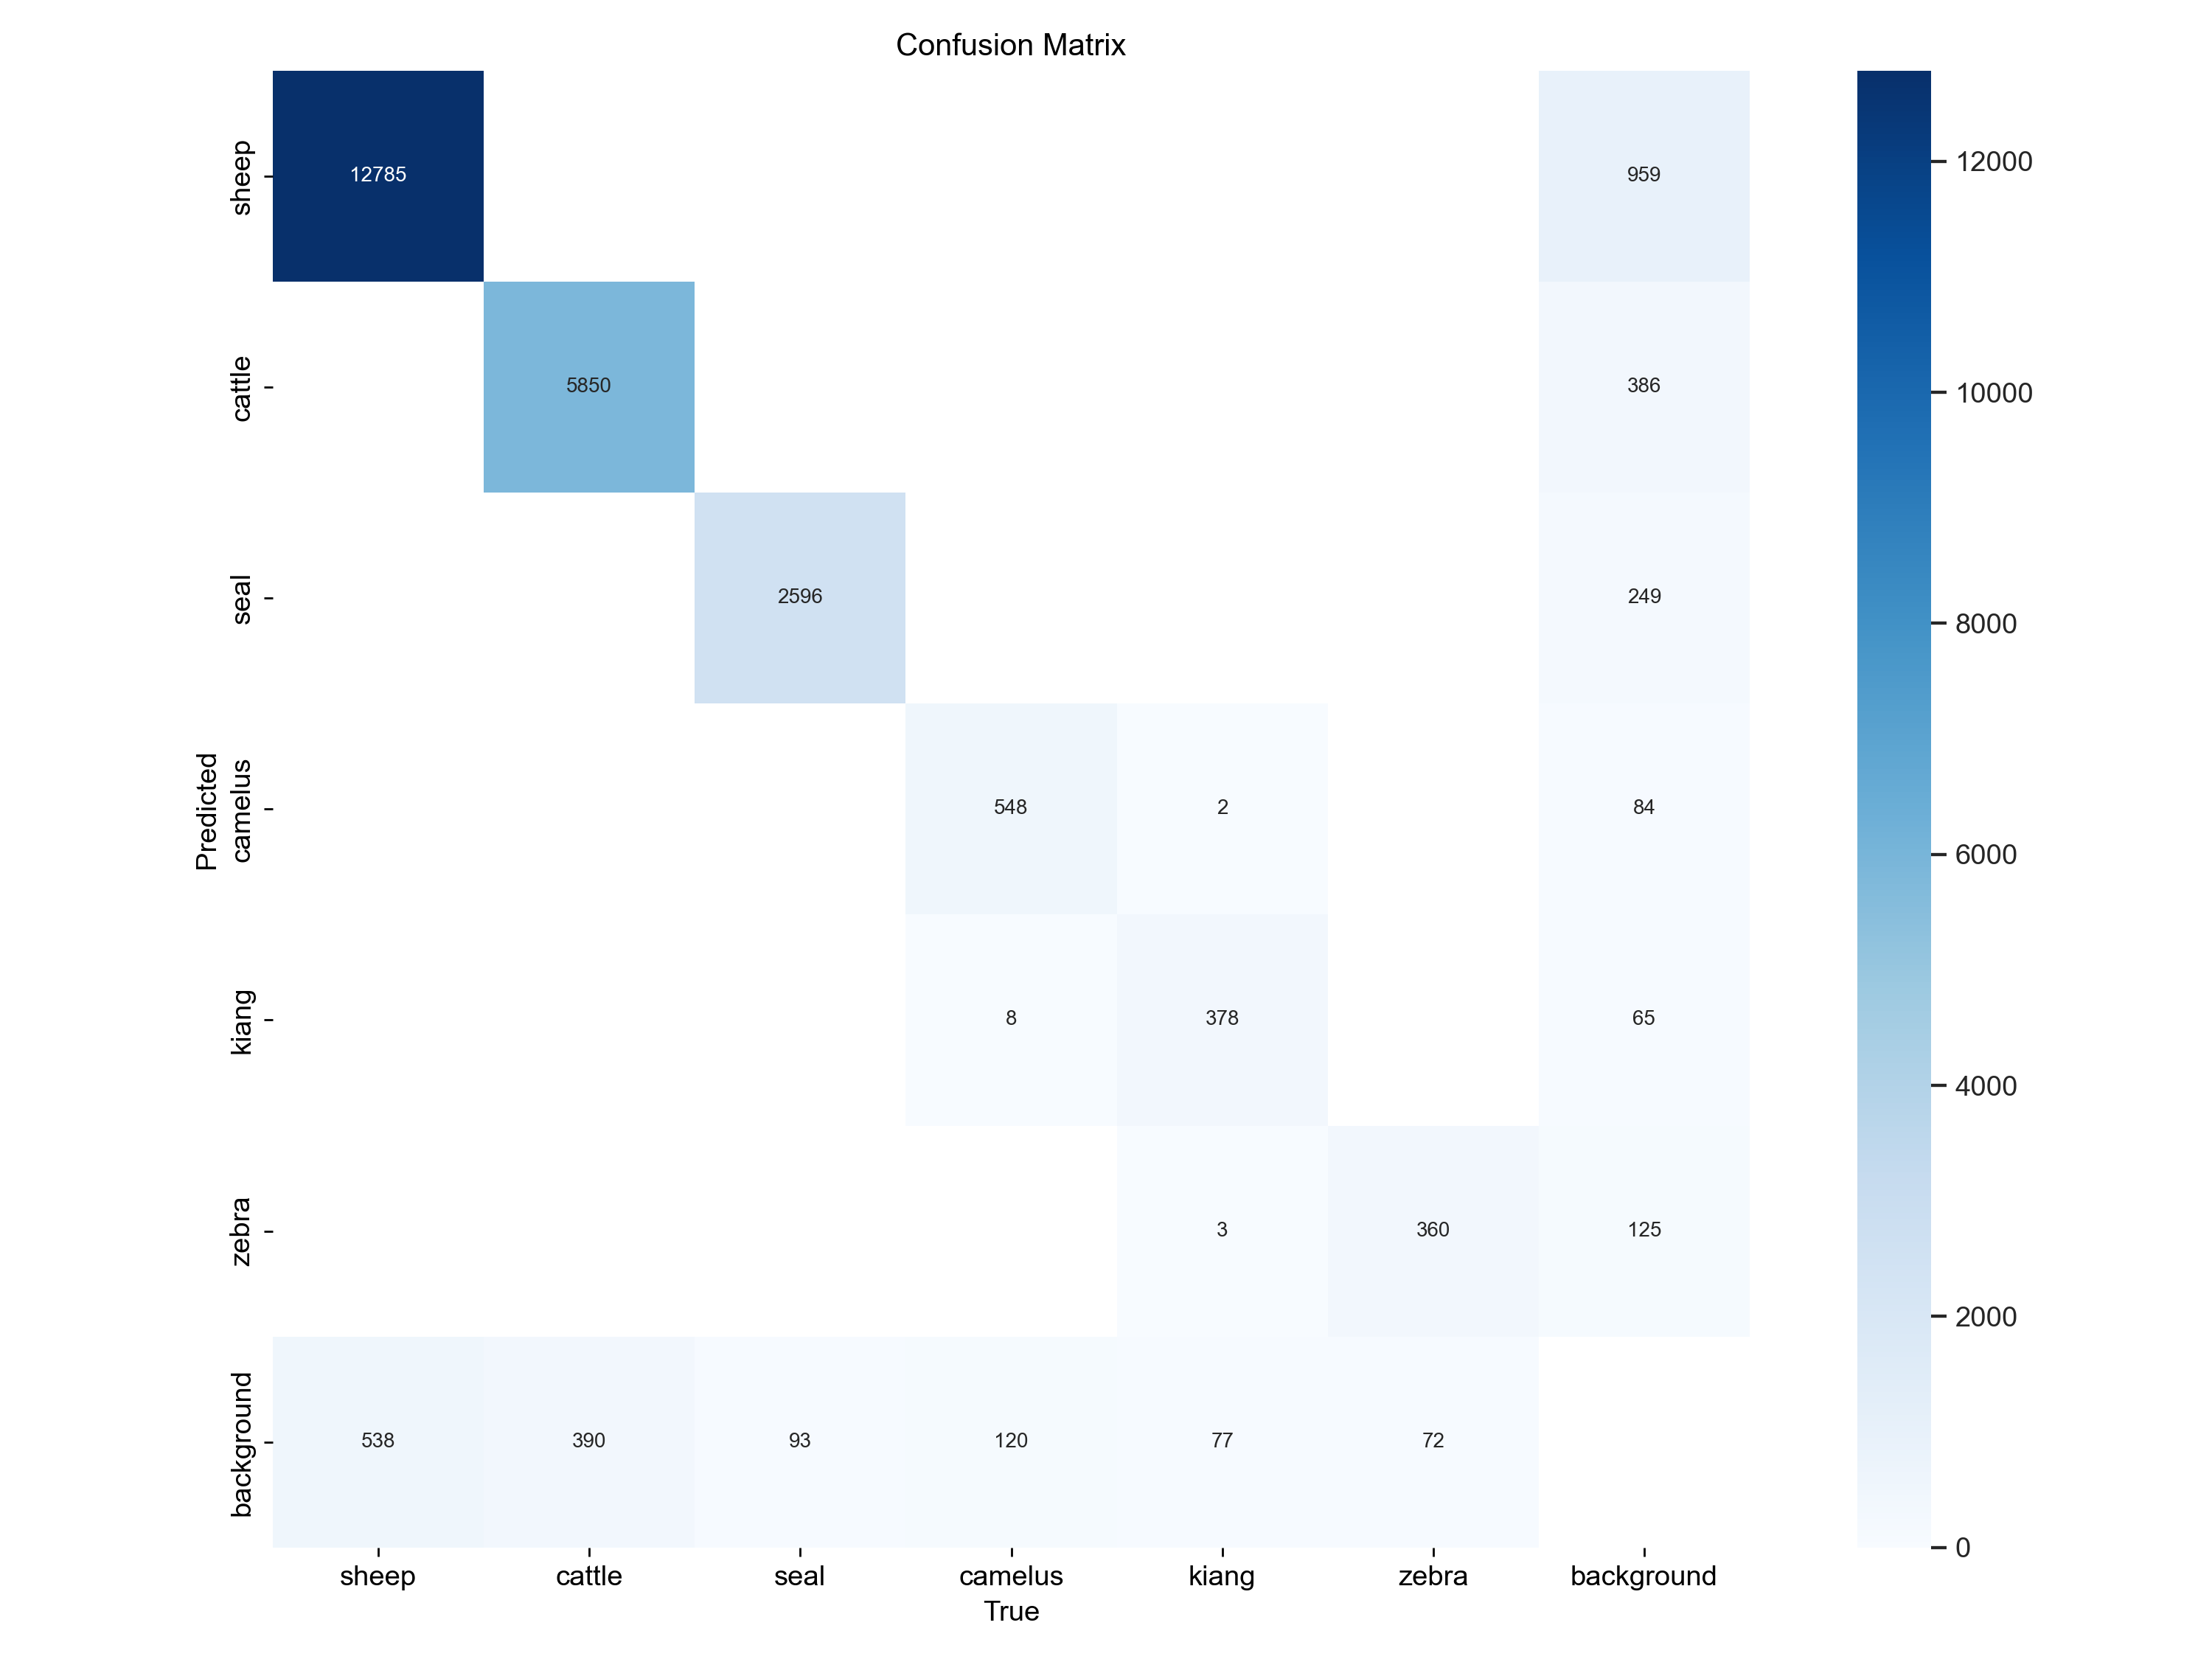 Confusion Matrix
sheep
12785
959
12000
cattle
5850
386
10000
seal
2596
249
8000
Predicted
camelus
548
2
84
6000
kiang
8
378
65
4000
zebra
3
360
125
2000
background
538
390
93
120
77
72
0
sheep cattle seal camelus kiang zebra background
True